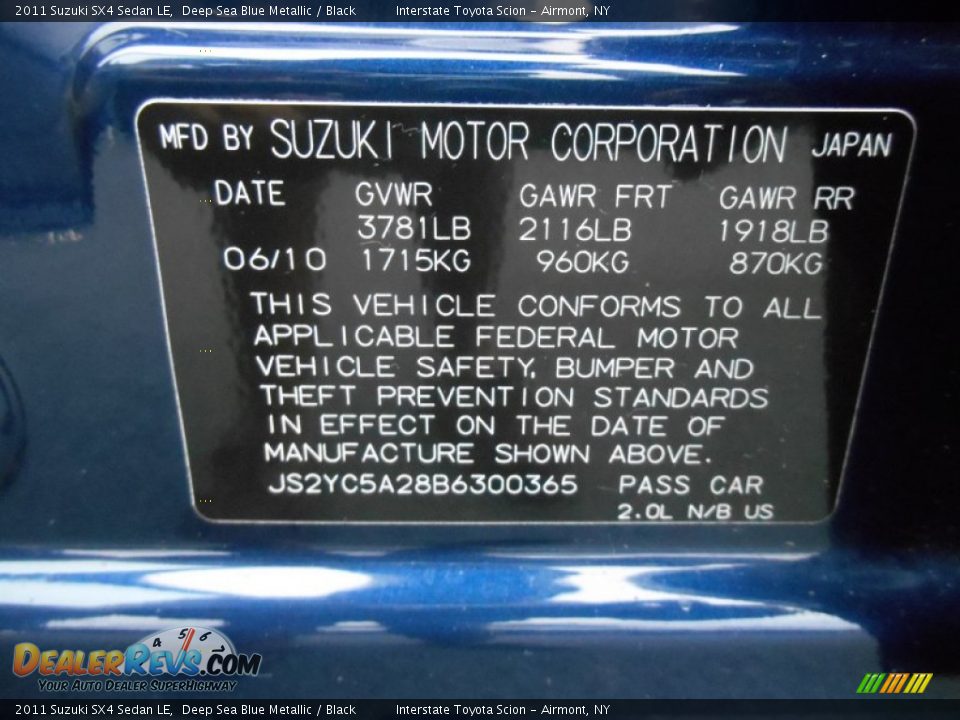 2011 Suzuki SX4 Sedan LE, Deep Sea Blue Metallic / Black Interstate Toyota Scion - Airmont, NY
MFD BY SUZUKI MOTOR CORPORATION JAPAN
DATE GVWR GAWR FRT GAWR RR
3781LB 2116LB 1918LB
06/10 1715KG 960KG 870KG
THIS VEHICLE CONFORMS TO ALL
APPLICABLE FEDERAL MOTOR
VEHICLE SAFETY, BUMPER AND
THEFT PREVENTION STANDARDS
IN EFFECT ON THE DATE OF
MANUFACTURE SHOWN ABOVE.
JS2YC5A28B6300365 PASS CAR
2.0L N/B US
4 5 6
DEALERREVS.COM
YOUR AUTO DEALER SUPERHIGHWAY
2011 Suzuki SX4 Sedan LE, Deep Sea Blue Metallic / Black Interstate Toyota Scion - Airmont, NY